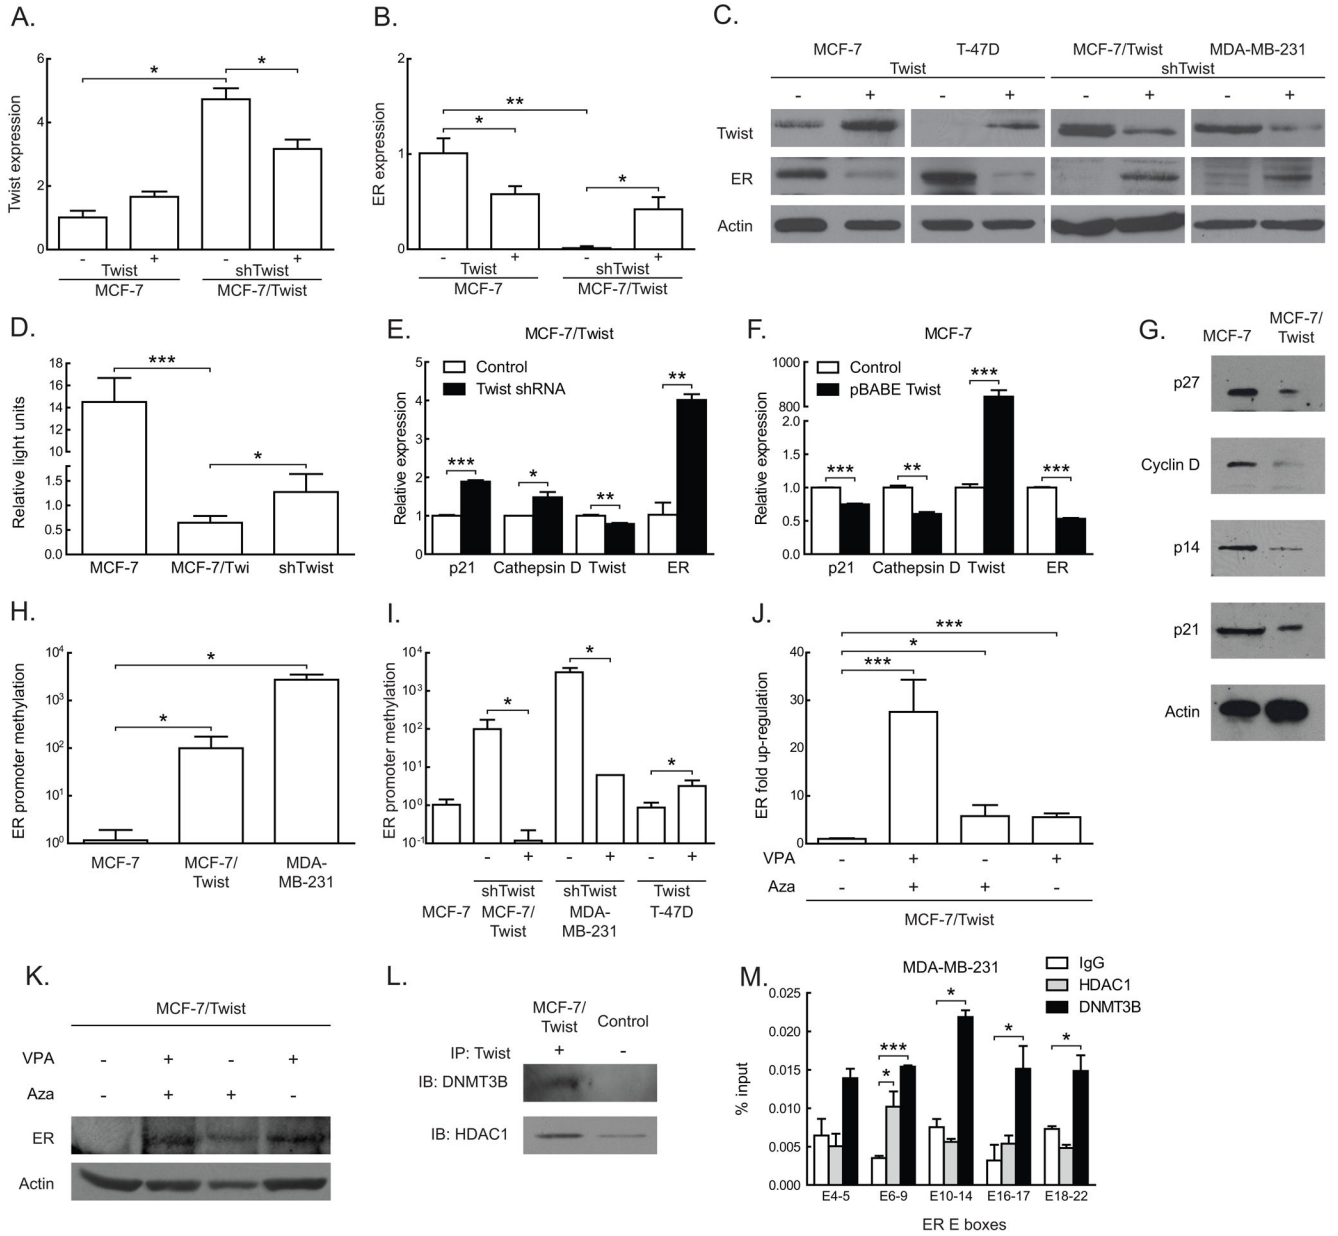 A.
6
4
2
0
Twist expression
*
*
- + - +
Twist shTwist
MCF-7 MCF-7/Twist
B.
2
1
0
ER expression
**
*
*
- + - +
Twist shTwist
MCF-7 MCF-7/Twist
C.
MCF-7 T-47D MCF-7/Twist MDA-MB-231
Twist shTwist
- + - + - + - +
Twist
ER
Actin
D.
18
16
14
12
10
1.5
1.0
0.5
0.0
Relative light units
***
*
MCF-7 MCF-7/Twi shTwist
E.
MCF-7/Twist
Control
Twist shRNA
5
4
3
2
1
0
Relative expression
*** * ** **
p21 Cathepsin D Twist ER
F.
MCF-7
Control
pBABE Twist
1000
800
2.0
1.5
1.0
0.5
0.0
Relative expression
*** ** *** ***
p21 Cathepsin D Twist ER
G.
MCF-7 MCF-7/
Twist
p27
Cyclin D
p14
p21
Actin
H.
10⁴
10³
10²
10¹
10⁰
ER promoter methylation
*
*
MCF-7 MCF-7/ MDA-
Twist MB-231
I.
10⁴
10³
10²
10¹
10⁰
10⁻¹
ER promoter methylation
* * *
- + - + - +
shTwist shTwist Twist
MCF-7 MCF-7/ MDA- T-47D
Twist MB-231
J.
40
30
20
10
0
ER fold up-regulation
***
*
***
VPA - + - +
Aza - + + -
MCF-7/Twist
K.
MCF-7/Twist
VPA - + - +
Aza - + + -
ER
Actin
L.
MCF-7/
Twist Control
IP: Twist + -
IB: DNMT3B
IB: HDAC1
M.
MDA-MB-231
IgG
HDAC1
DNMT3B
0.025
0.020
0.015
0.010
0.005
0.000
% input
*
***
*
*
*
E4-5 E6-9 E10-14 E16-17 E18-22
ER E boxes